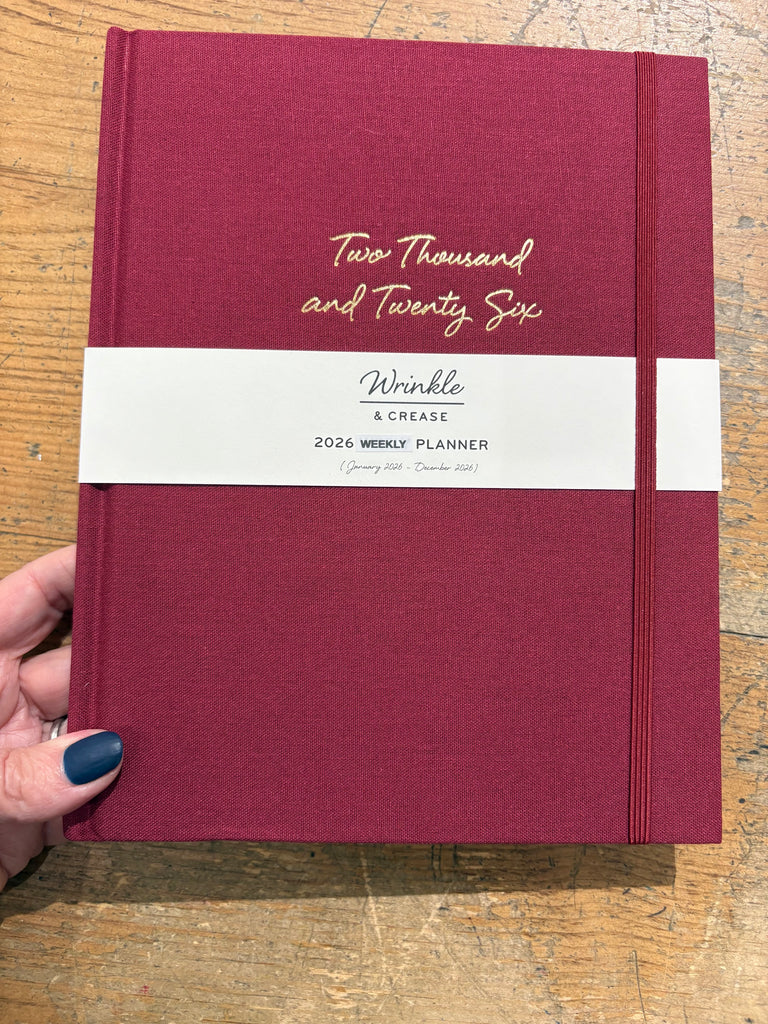 Two Thousand
and Twenty Six
Wrinkle
& CREASE
2026 WEEKLY PLANNER
(January 2026 - December 2026)